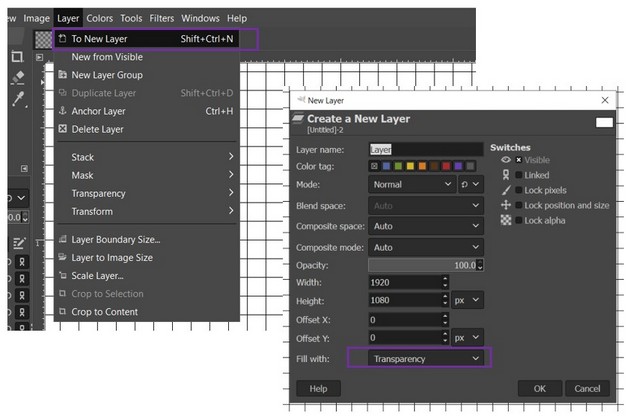 ew Image Layer Colors Tools Filters Windows Help
To New Layer Shift+Ctrl+N
New from Visible
New Layer Group
Duplicate Layer Shift+Ctrl+D
Anchor Layer Ctrl+H
Delete Layer
Stack
Mask
Transparency
Transform
Layer Boundary Size...
Layer to Image Size
Scale Layer...
Crop to Selection
Crop to Content
New Layer
Create a New Layer
[Untitled]-2
Layer name: Layer
Color tag:
Mode: Normal
Blend space: Auto
Composite space: Auto
Composite mode: Auto
Opacity: 100.0
Width: 1920
Height: 1080 px
Offset X: 0
Offset Y: 0 px
Fill with: Transparency
Switches
Visible
Linked
Lock pixels
Lock position and size
Lock alpha
Help OK Cancel